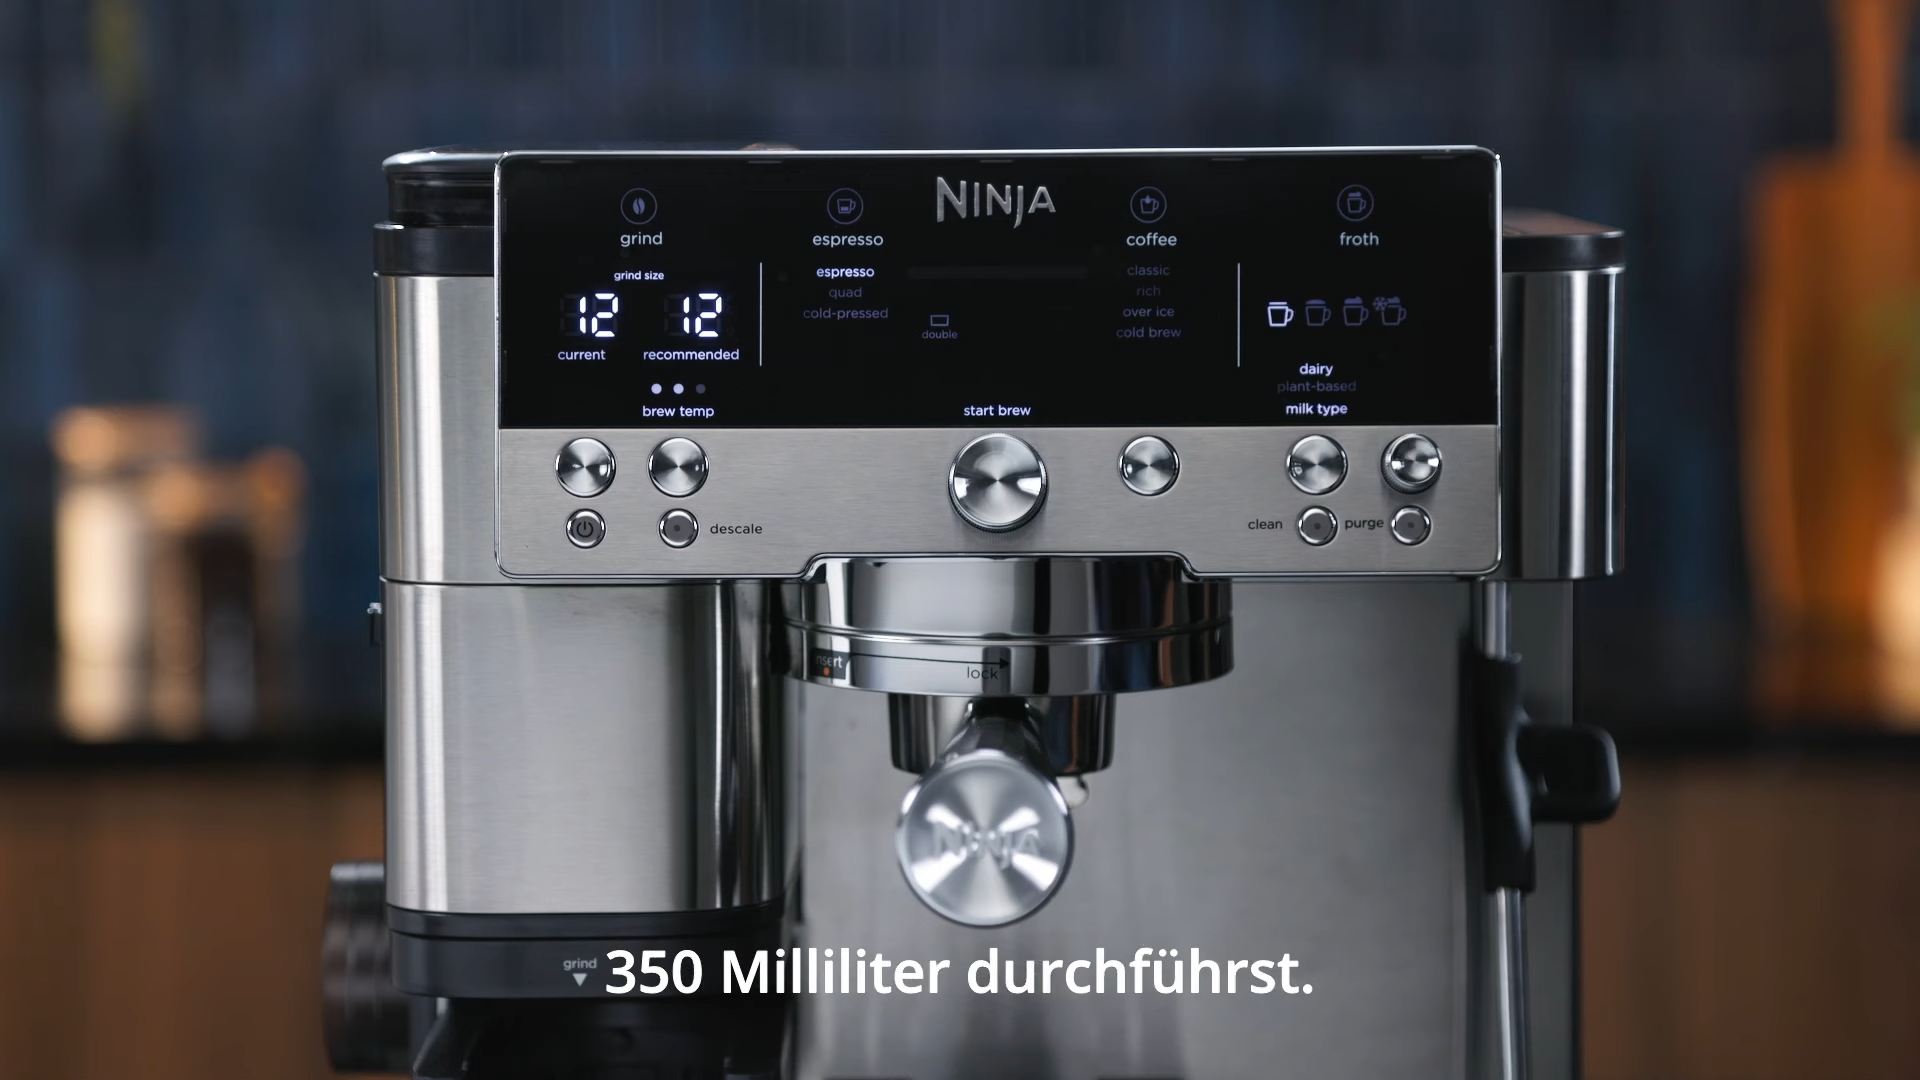 NINJA
grind
espresso
coffee
froth
grind size
12 12
current recommended
brew temp
espresso
quad
cold-pressed
double
start brew
classic
rich
over ice
cold brew
dairy
plant-based
milk type
descale
clean
purge
insert
lock
NINJA
grind
350 Milliliter durchführst.